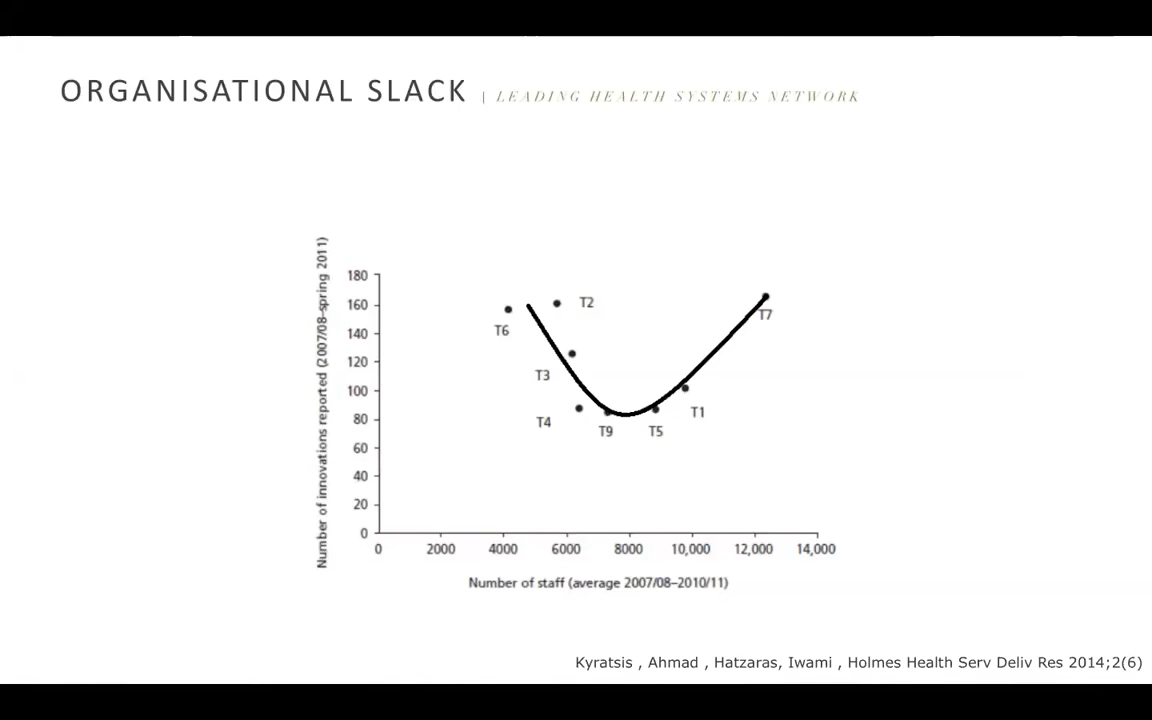 ORGANISATIONAL SLACK | LEADING HEALTH SYSTEMS NETWORK
Number of innovations reported (2007/08–spring 2011)
180
160
140
120
100
80
60
40
20
0
T6
T2
T3
T4
T9
T5
T1
T7
0 2000 4000 6000 8000 10,000 12,000 14,000
Number of staff (average 2007/08–2010/11)
Kyratsis , Ahmad , Hatzaras, Iwami , Holmes Health Serv Deliv Res 2014;2(6)